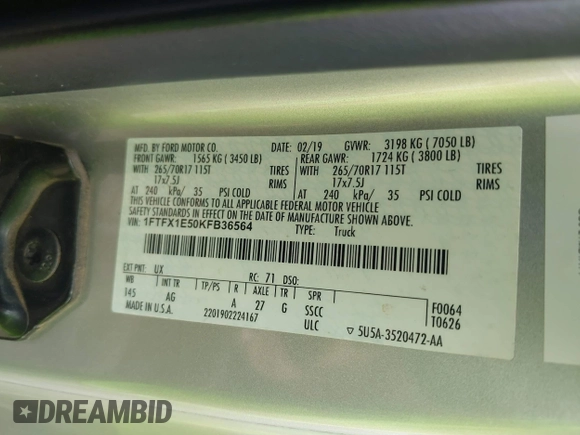 MFD. BY FORD MOTOR CO.
DATE: 02/19 GVWR: 3198 KG (7050 LB)
FRONT GAWR: 1565 KG (3450 LB) REAR GAWR: 1724 KG (3800 LB)
WITH 265/70R17 115T TIRES WITH 265/70R17 115T TIRES
17x7.5J RIMS 17x7.5J RIMS
AT 240 kPa/ 35 PSI COLD AT 240 kPa/ 35 PSI COLD
THIS VEHICLE CONFORMS TO ALL APPLICABLE FEDERAL MOTOR VEHICLE
SAFETY STANDARDS IN EFFECT ON THE DATE OF MANUFACTURE SHOWN ABOVE.
VIN: 1FTFX1E50KFB36564
TYPE: Truck
EXT PNT: UX RC: 71 DSO:
WB INT TR TP/PS R AXLE TR SPR
145 AG A 27 G SSCC
F0064
T0626
MADE IN U.S.A. 2201902224167 ULC
5U5A-3520472-AA
DREAMBID